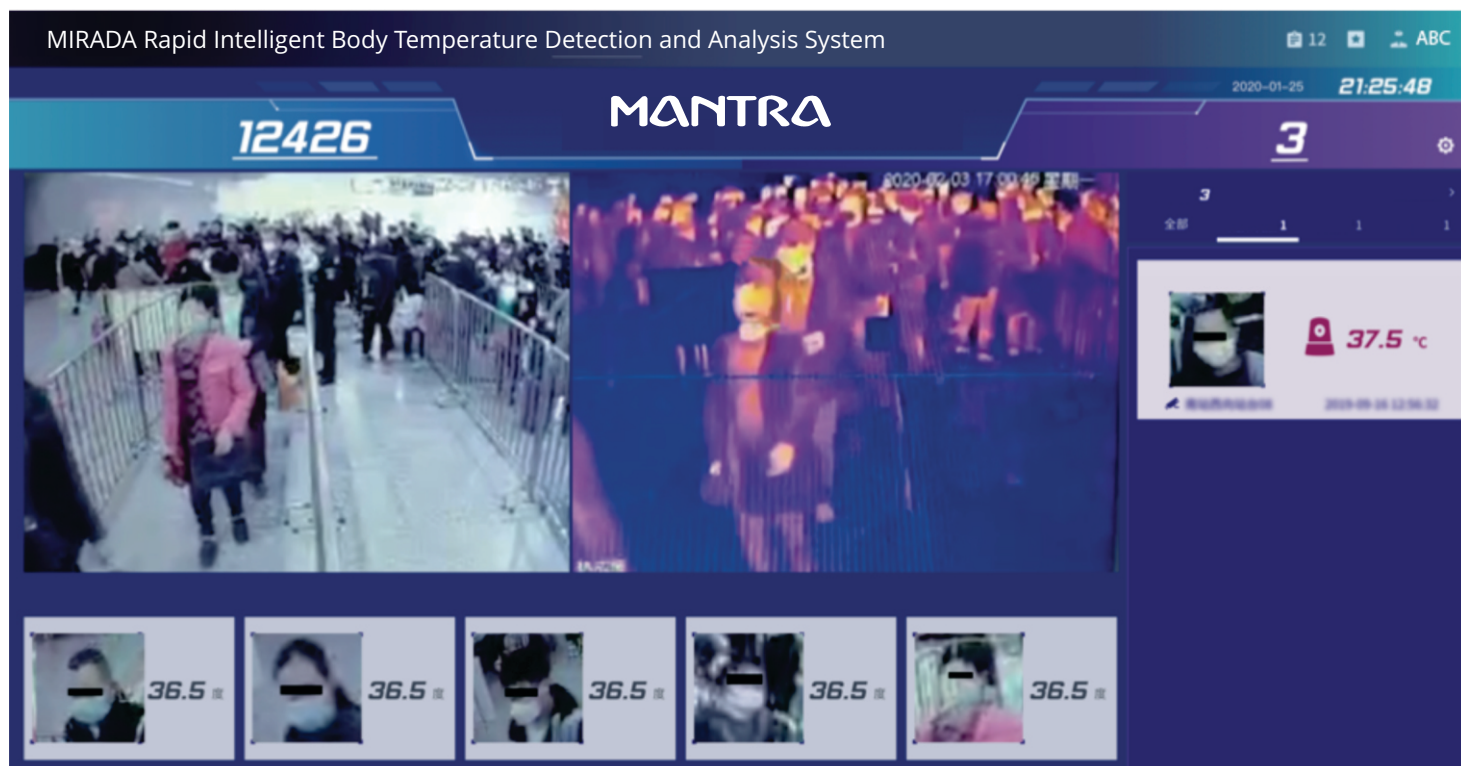 MIRADA Rapid Intelligent Body Temperature Detection and Analysis System
12
ABC
2020-01-25 21:25:48
MANTRA
12426
3
2020-02-03 17:00:46 星期一
3
全部 1 1 1
37.5 °C
36.5 度
36.5 度
36.5 度
36.5 度
36.5 度